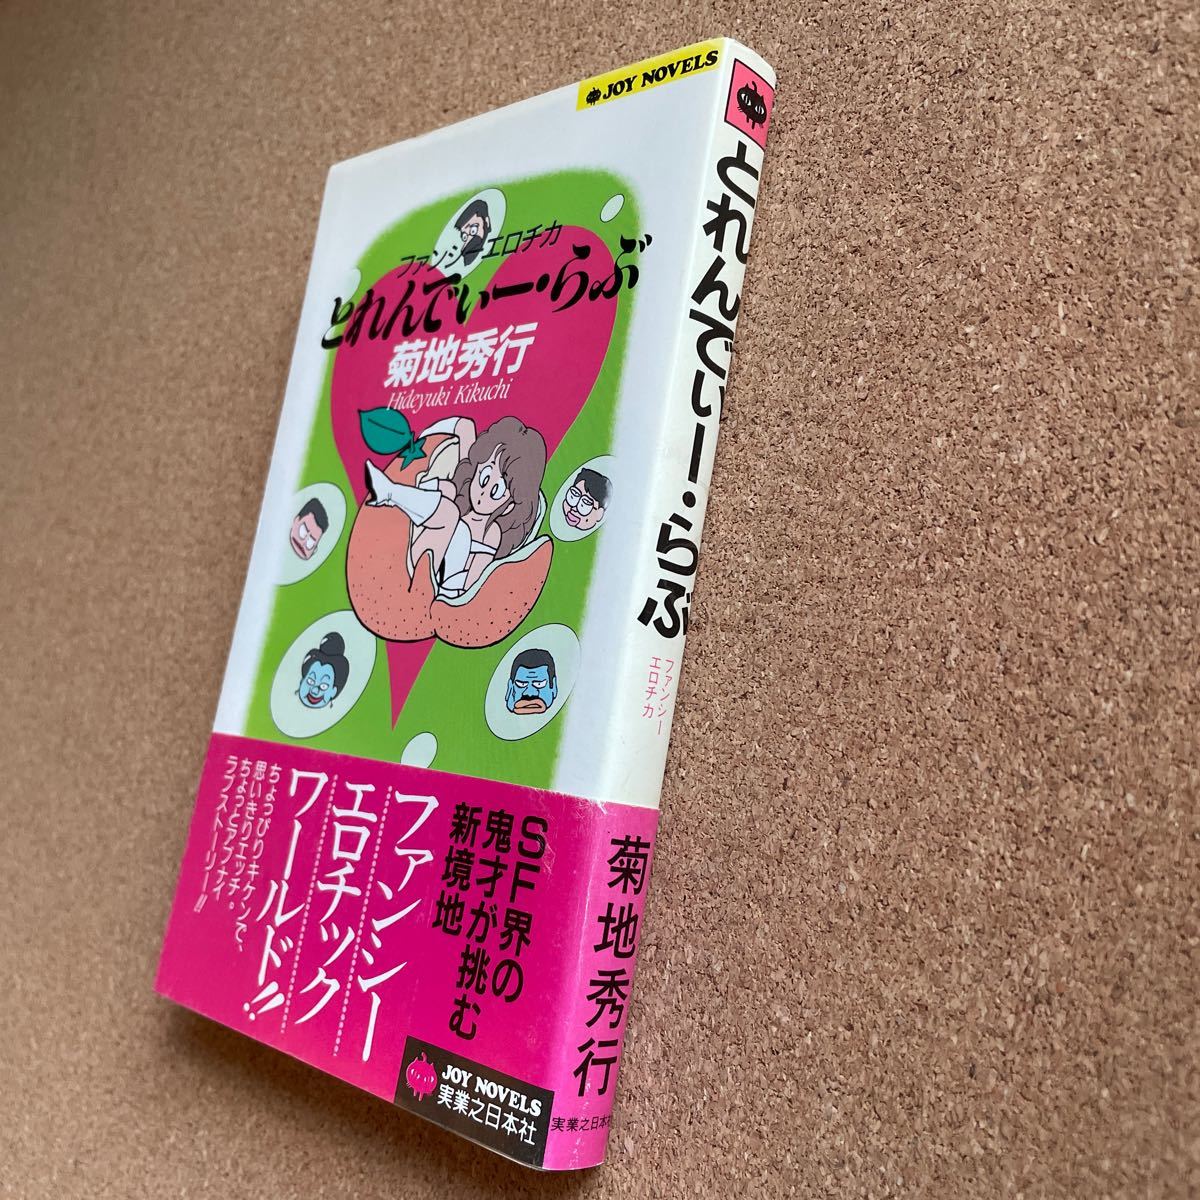 JOY NOVELS
ファンシーエロチカ
とれんでぃー・らぶ
菊地秀行
Hideyuki Kikuchi
SF界の
鬼才が挑む
新境地
ファンシー
エロチック
ワールド!!
ちょっぴりキケンで、
思いきりエッチ・
ちょっとアブナイ
ラブストーリー!!
JOY NOVELS
実業之日本社
とれんでぃー・らぶ
ファンシー
エロチカ
菊地秀行
実業之日本社